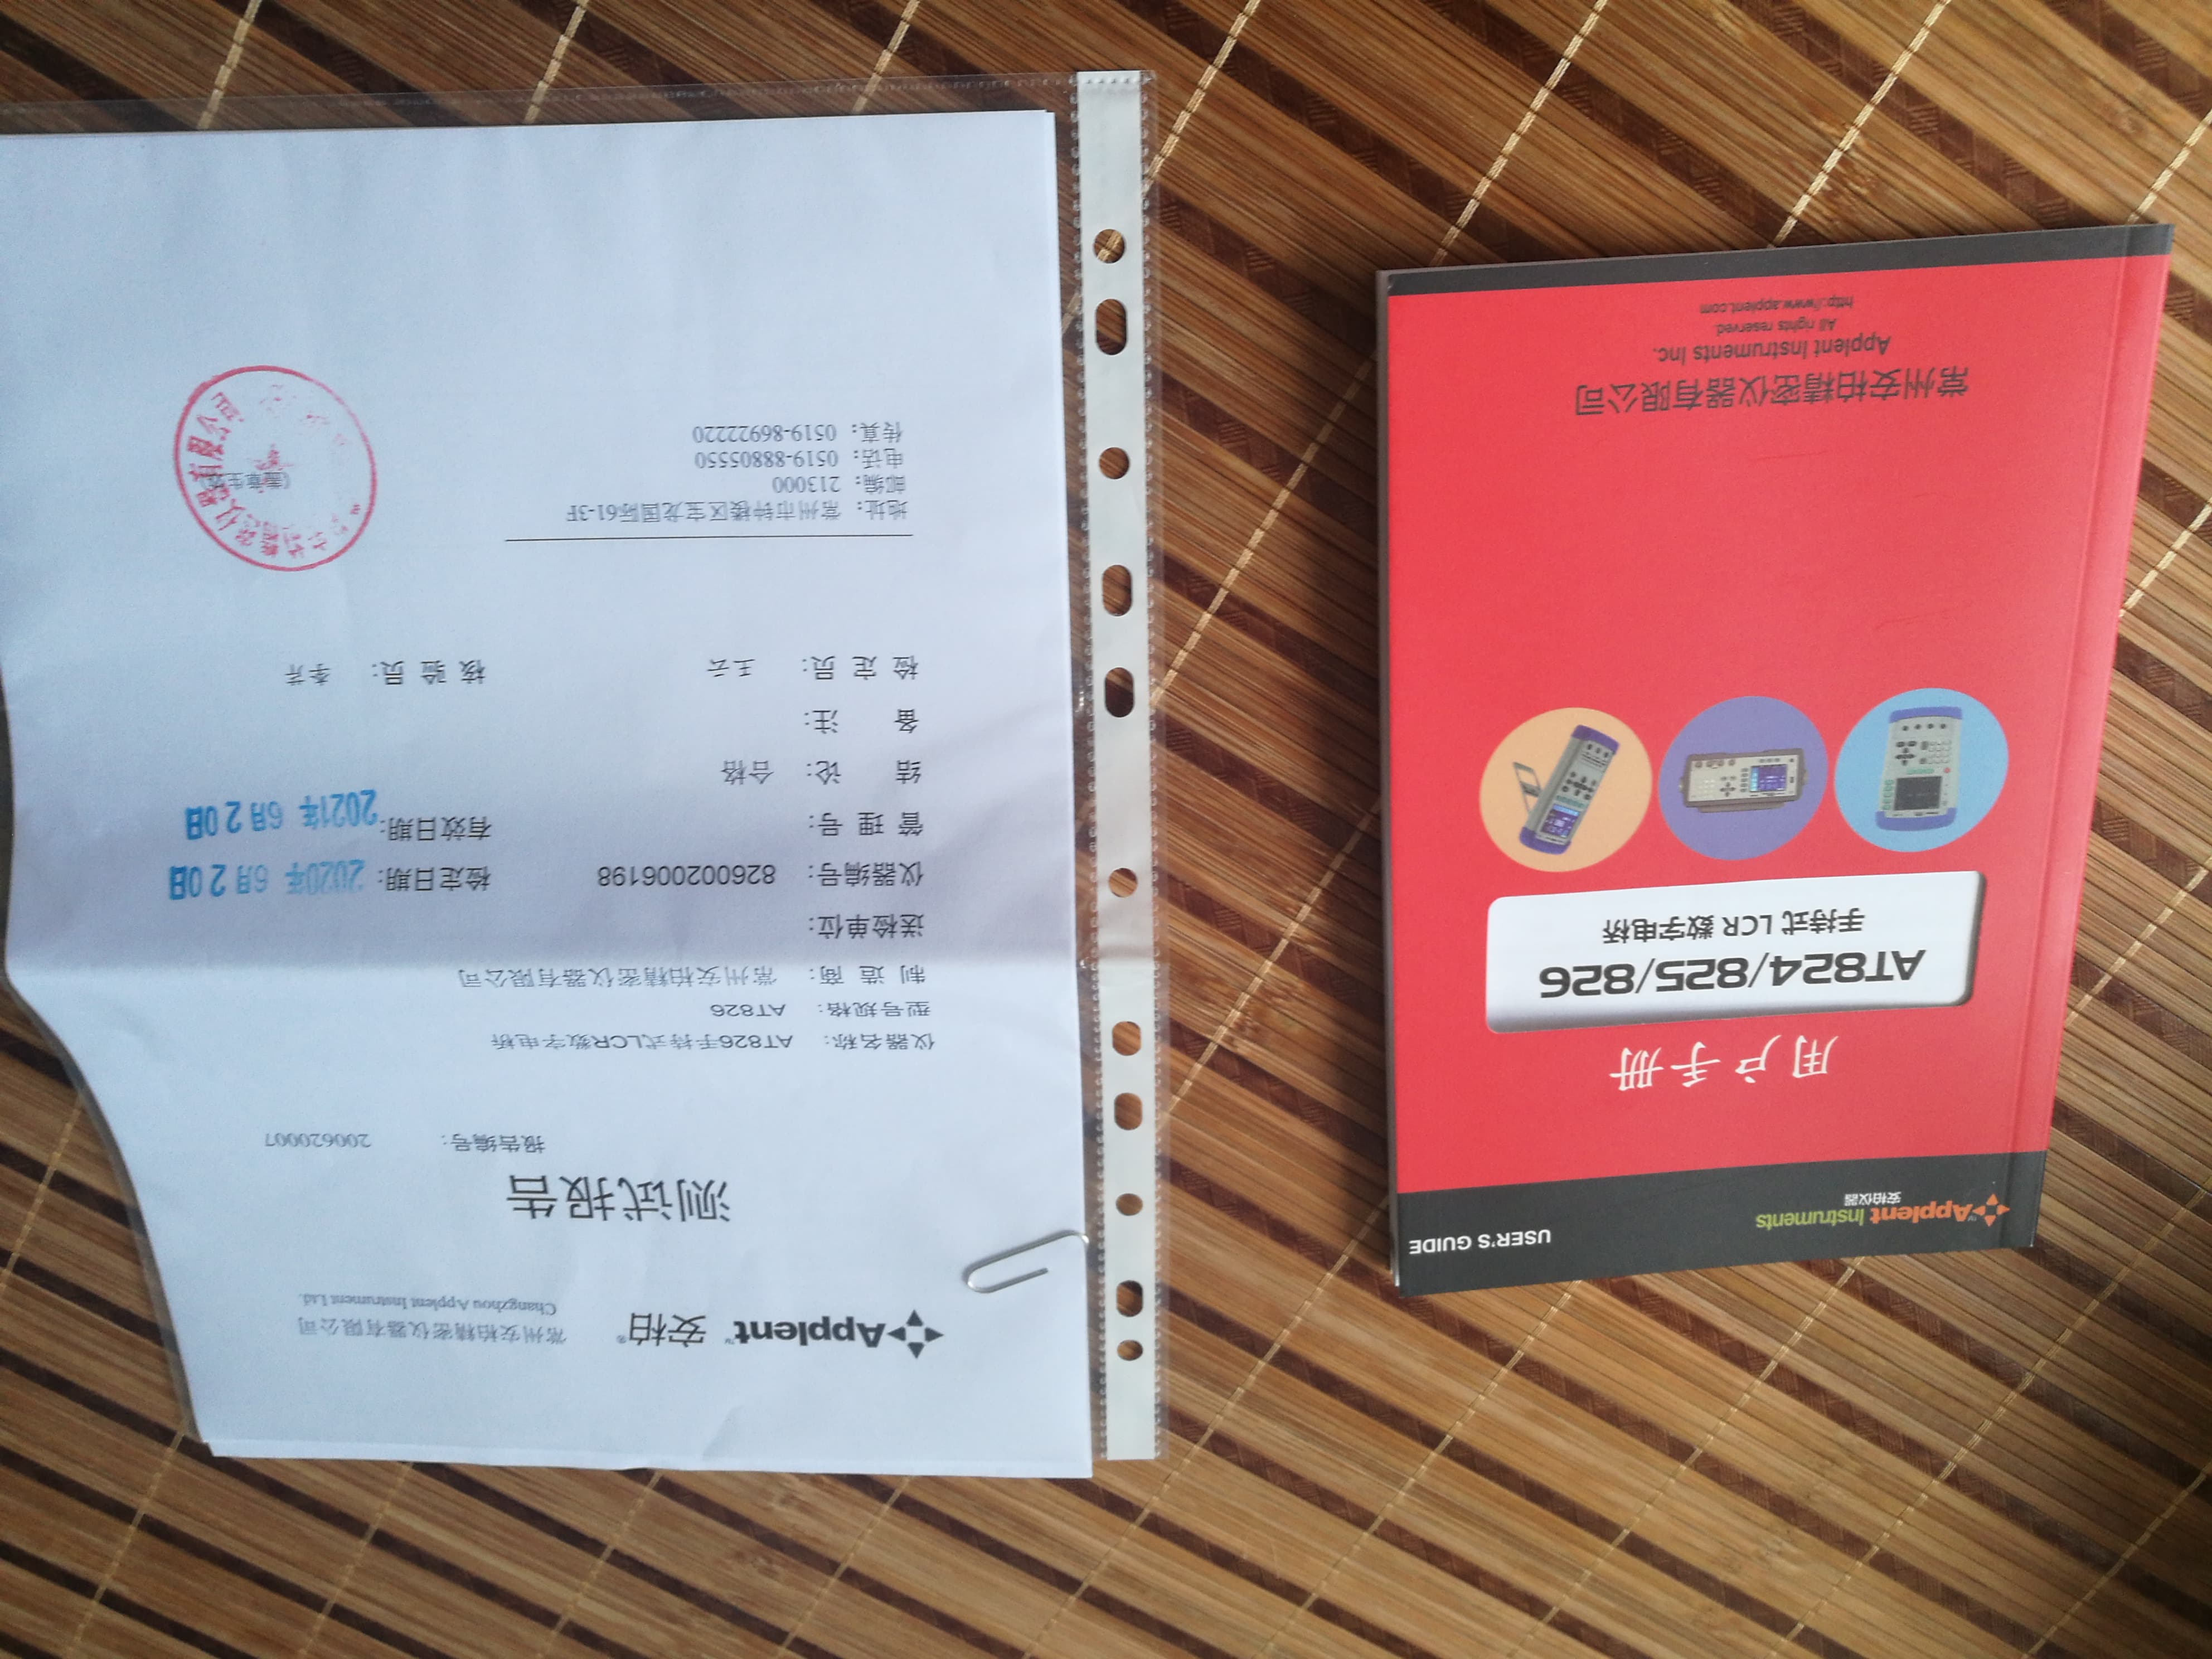 Applent™ 安柏®
常州安柏精密仪器有限公司
Changzhou Applent Instrument Ltd.
测试报告
报告编号: 200620007
仪器名称: AT826手持式LCR数字电桥
型号规格: AT826
制 造 商: 常州安柏精密仪器有限公司
送检单位:
仪器编号: 826002006198 检定日期: 2020年 6月 20日
管 理 号: 有效日期: 2021年 6月 20日
结 论: 合格
备 注:
检 定 员: 王云 核 验 员: 李芹
地址: 常州市钟楼区宝龙国际61-3F
邮编: 213000
电话: 0519-88805550
传真: 0519-86922220
(盖章生效)
Applent Instruments
安柏仪器
USER'S GUIDE
用户手册
AT824/825/826
手持式 LCR 数字电桥
常州安柏精密仪器有限公司
Applent Instruments Inc.
All rights reserved.
http://www.applent.com